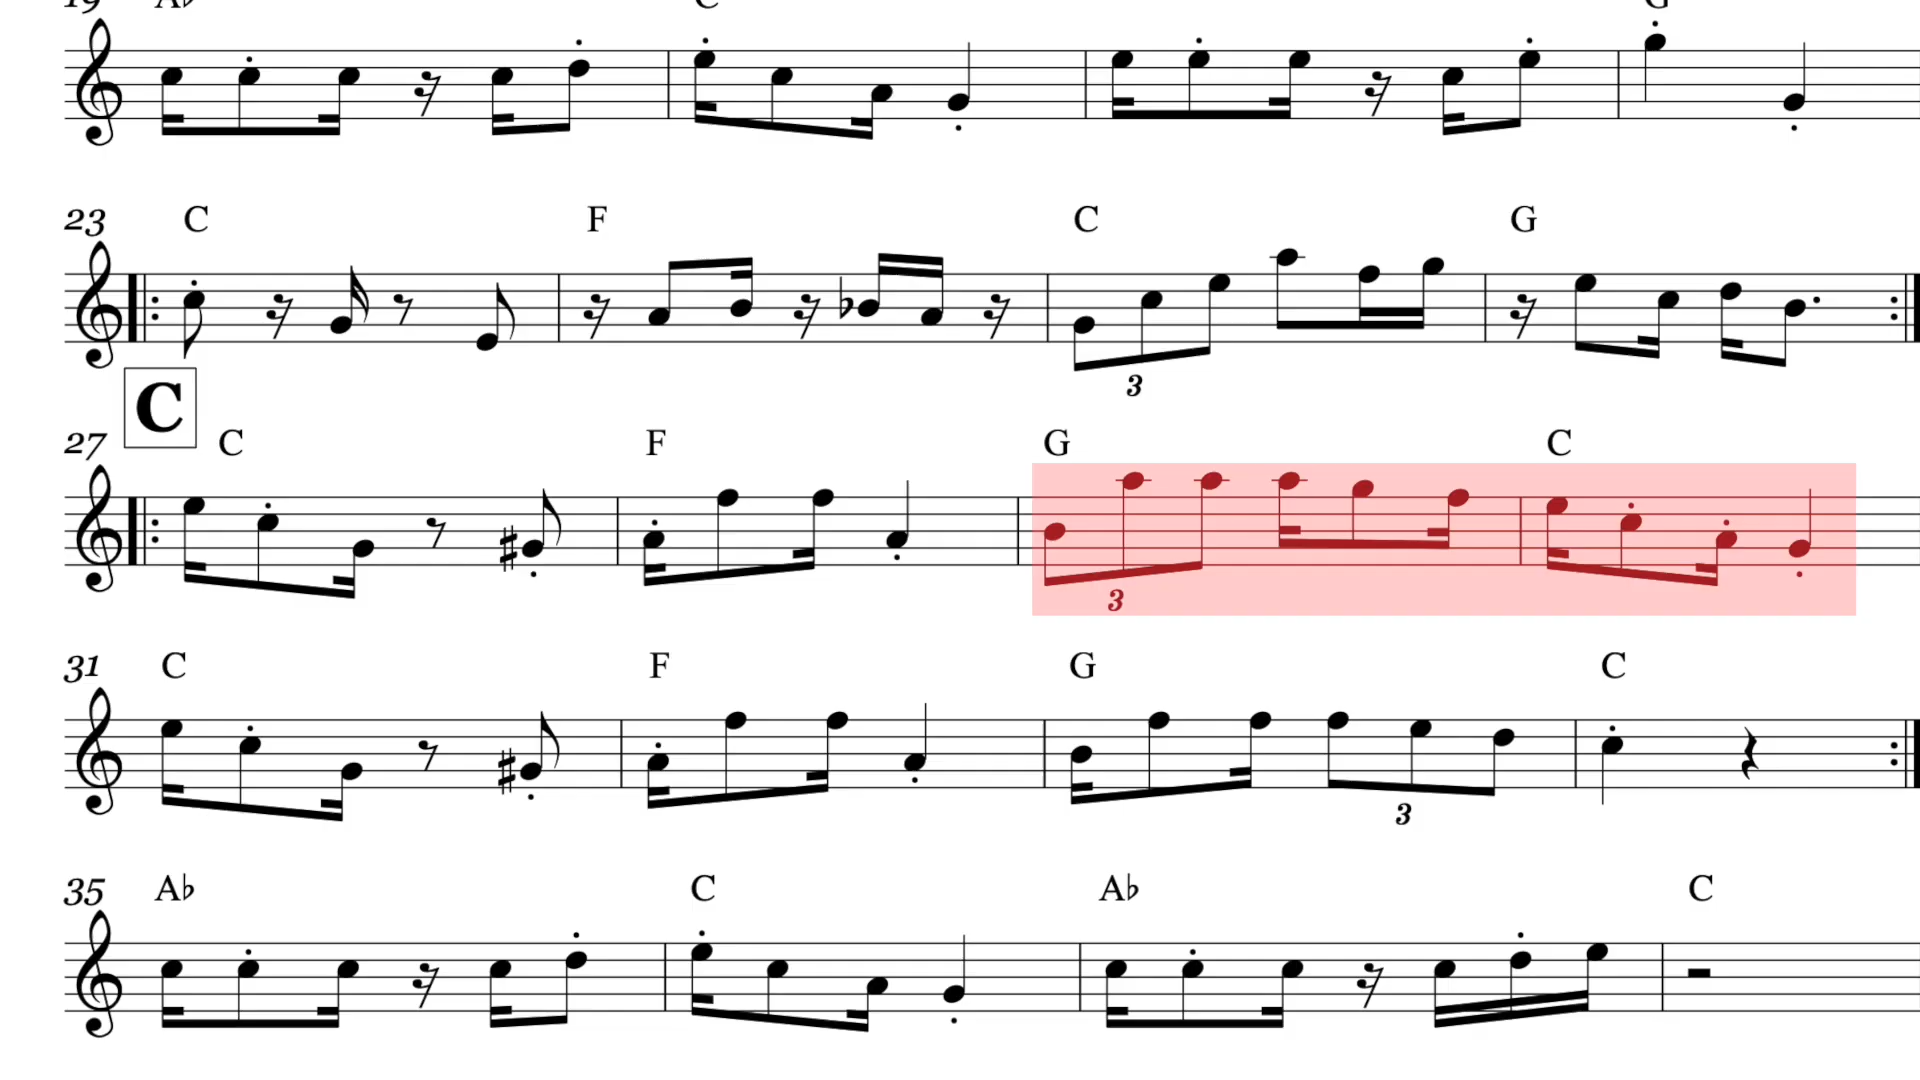 19 A♭ C G
23 C F C G
3
C
27 C F G C
3
31 C F G C
3
35 A♭ C A♭ C